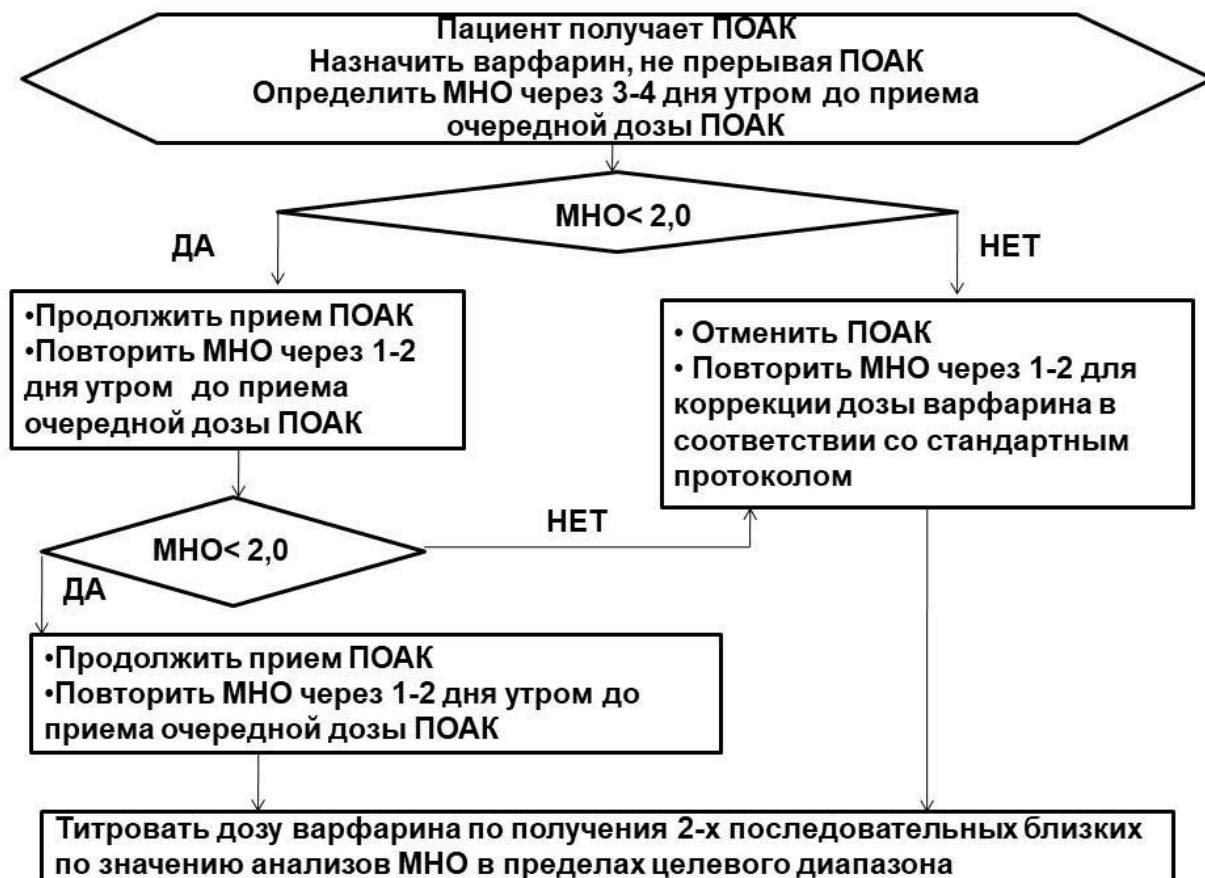 Пациент получает ПОАК
Назначить варфарин, не прерывая ПОАК
Определить МНО через 3-4 дня утром до приема
очередной дозы ПОАК
МНО< 2,0
ДА
НЕТ
•Продолжить прием ПОАК
•Повторить МНО через 1-2
дня утром до приема
очередной дозы ПОАК
• Отменить ПОАК
• Повторить МНО через 1-2 для
коррекции дозы варфарина в
соответствии со стандартным
протоколом
МНО< 2,0
НЕТ
ДА
•Продолжить прием ПОАК
•Повторить МНО через 1-2 дня утром до
приема очередной дозы ПОАК
Титровать дозу варфарина по получения 2-х последовательных близких
по значению анализов МНО в пределах целевого диапазона